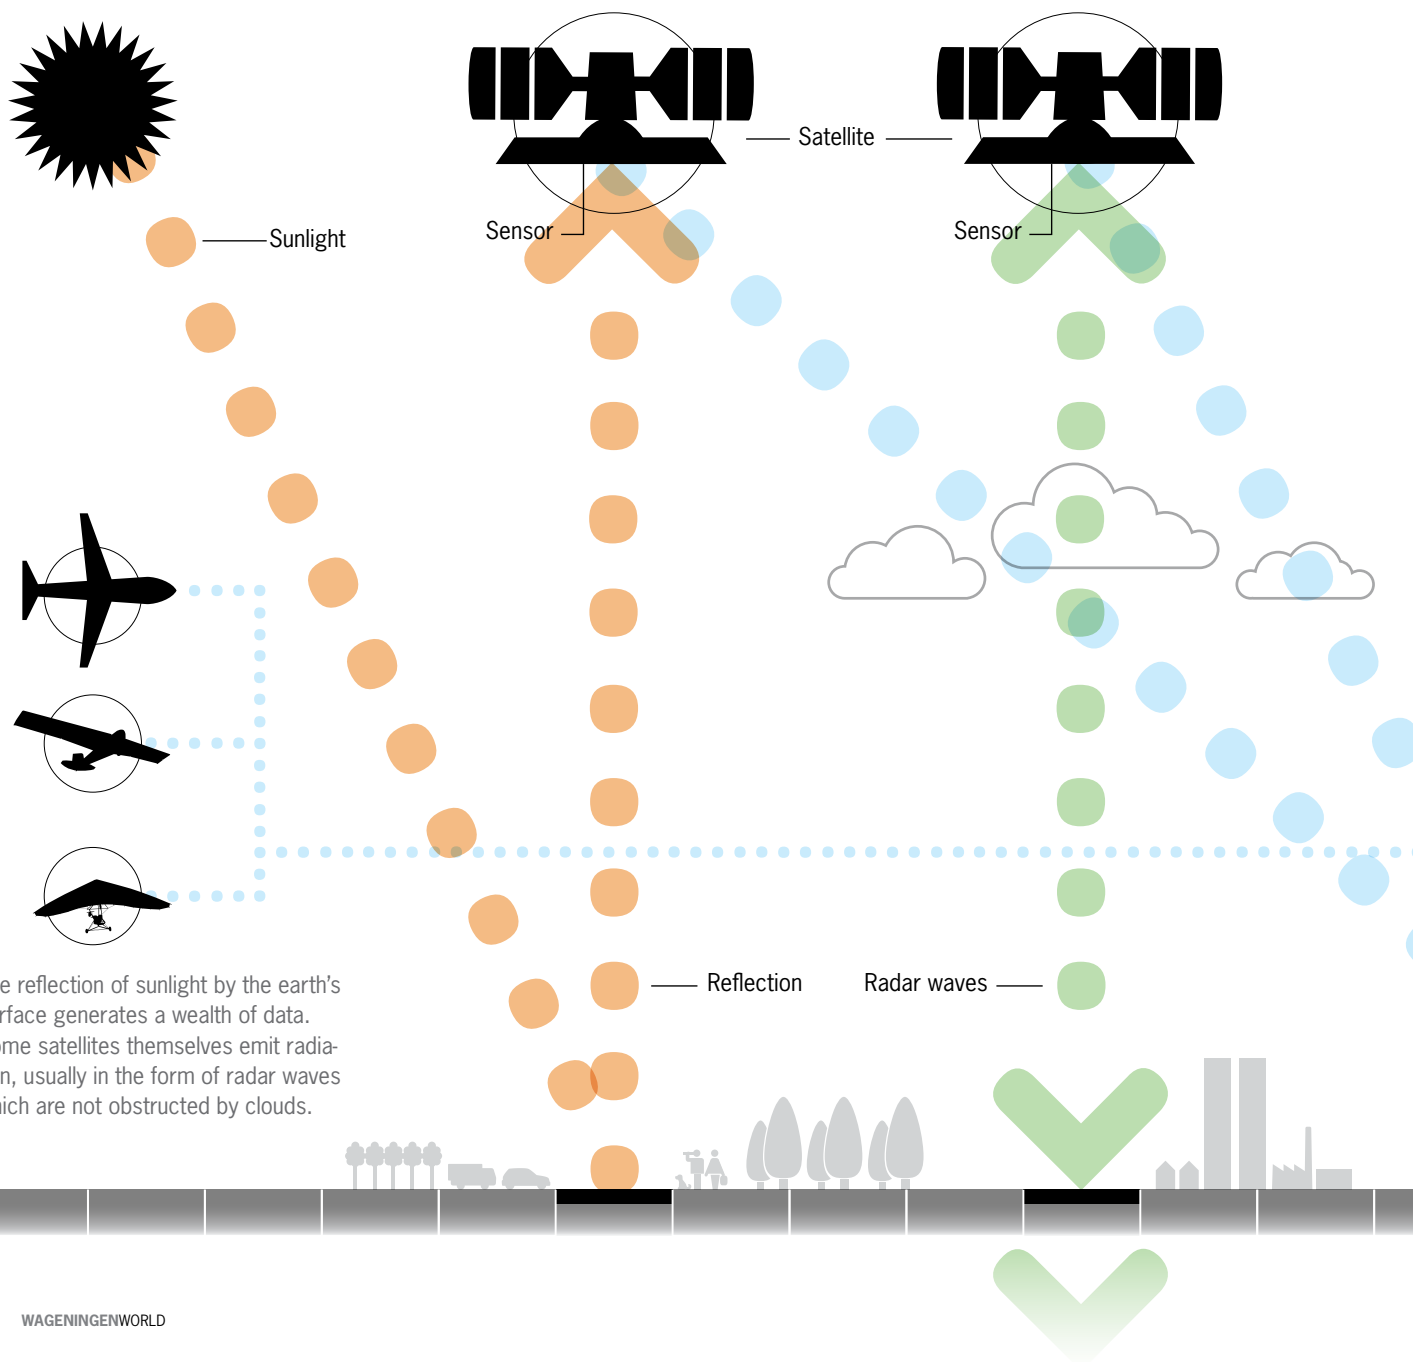 Satellite
Sensor
Sensor
Sunlight
Reflection
Radar waves
e reflection of sunlight by the earth's
rface generates a wealth of data.
ome satellites themselves emit radia-
n, usually in the form of radar waves
hich are not obstructed by clouds.
WAGENINGENWORLD